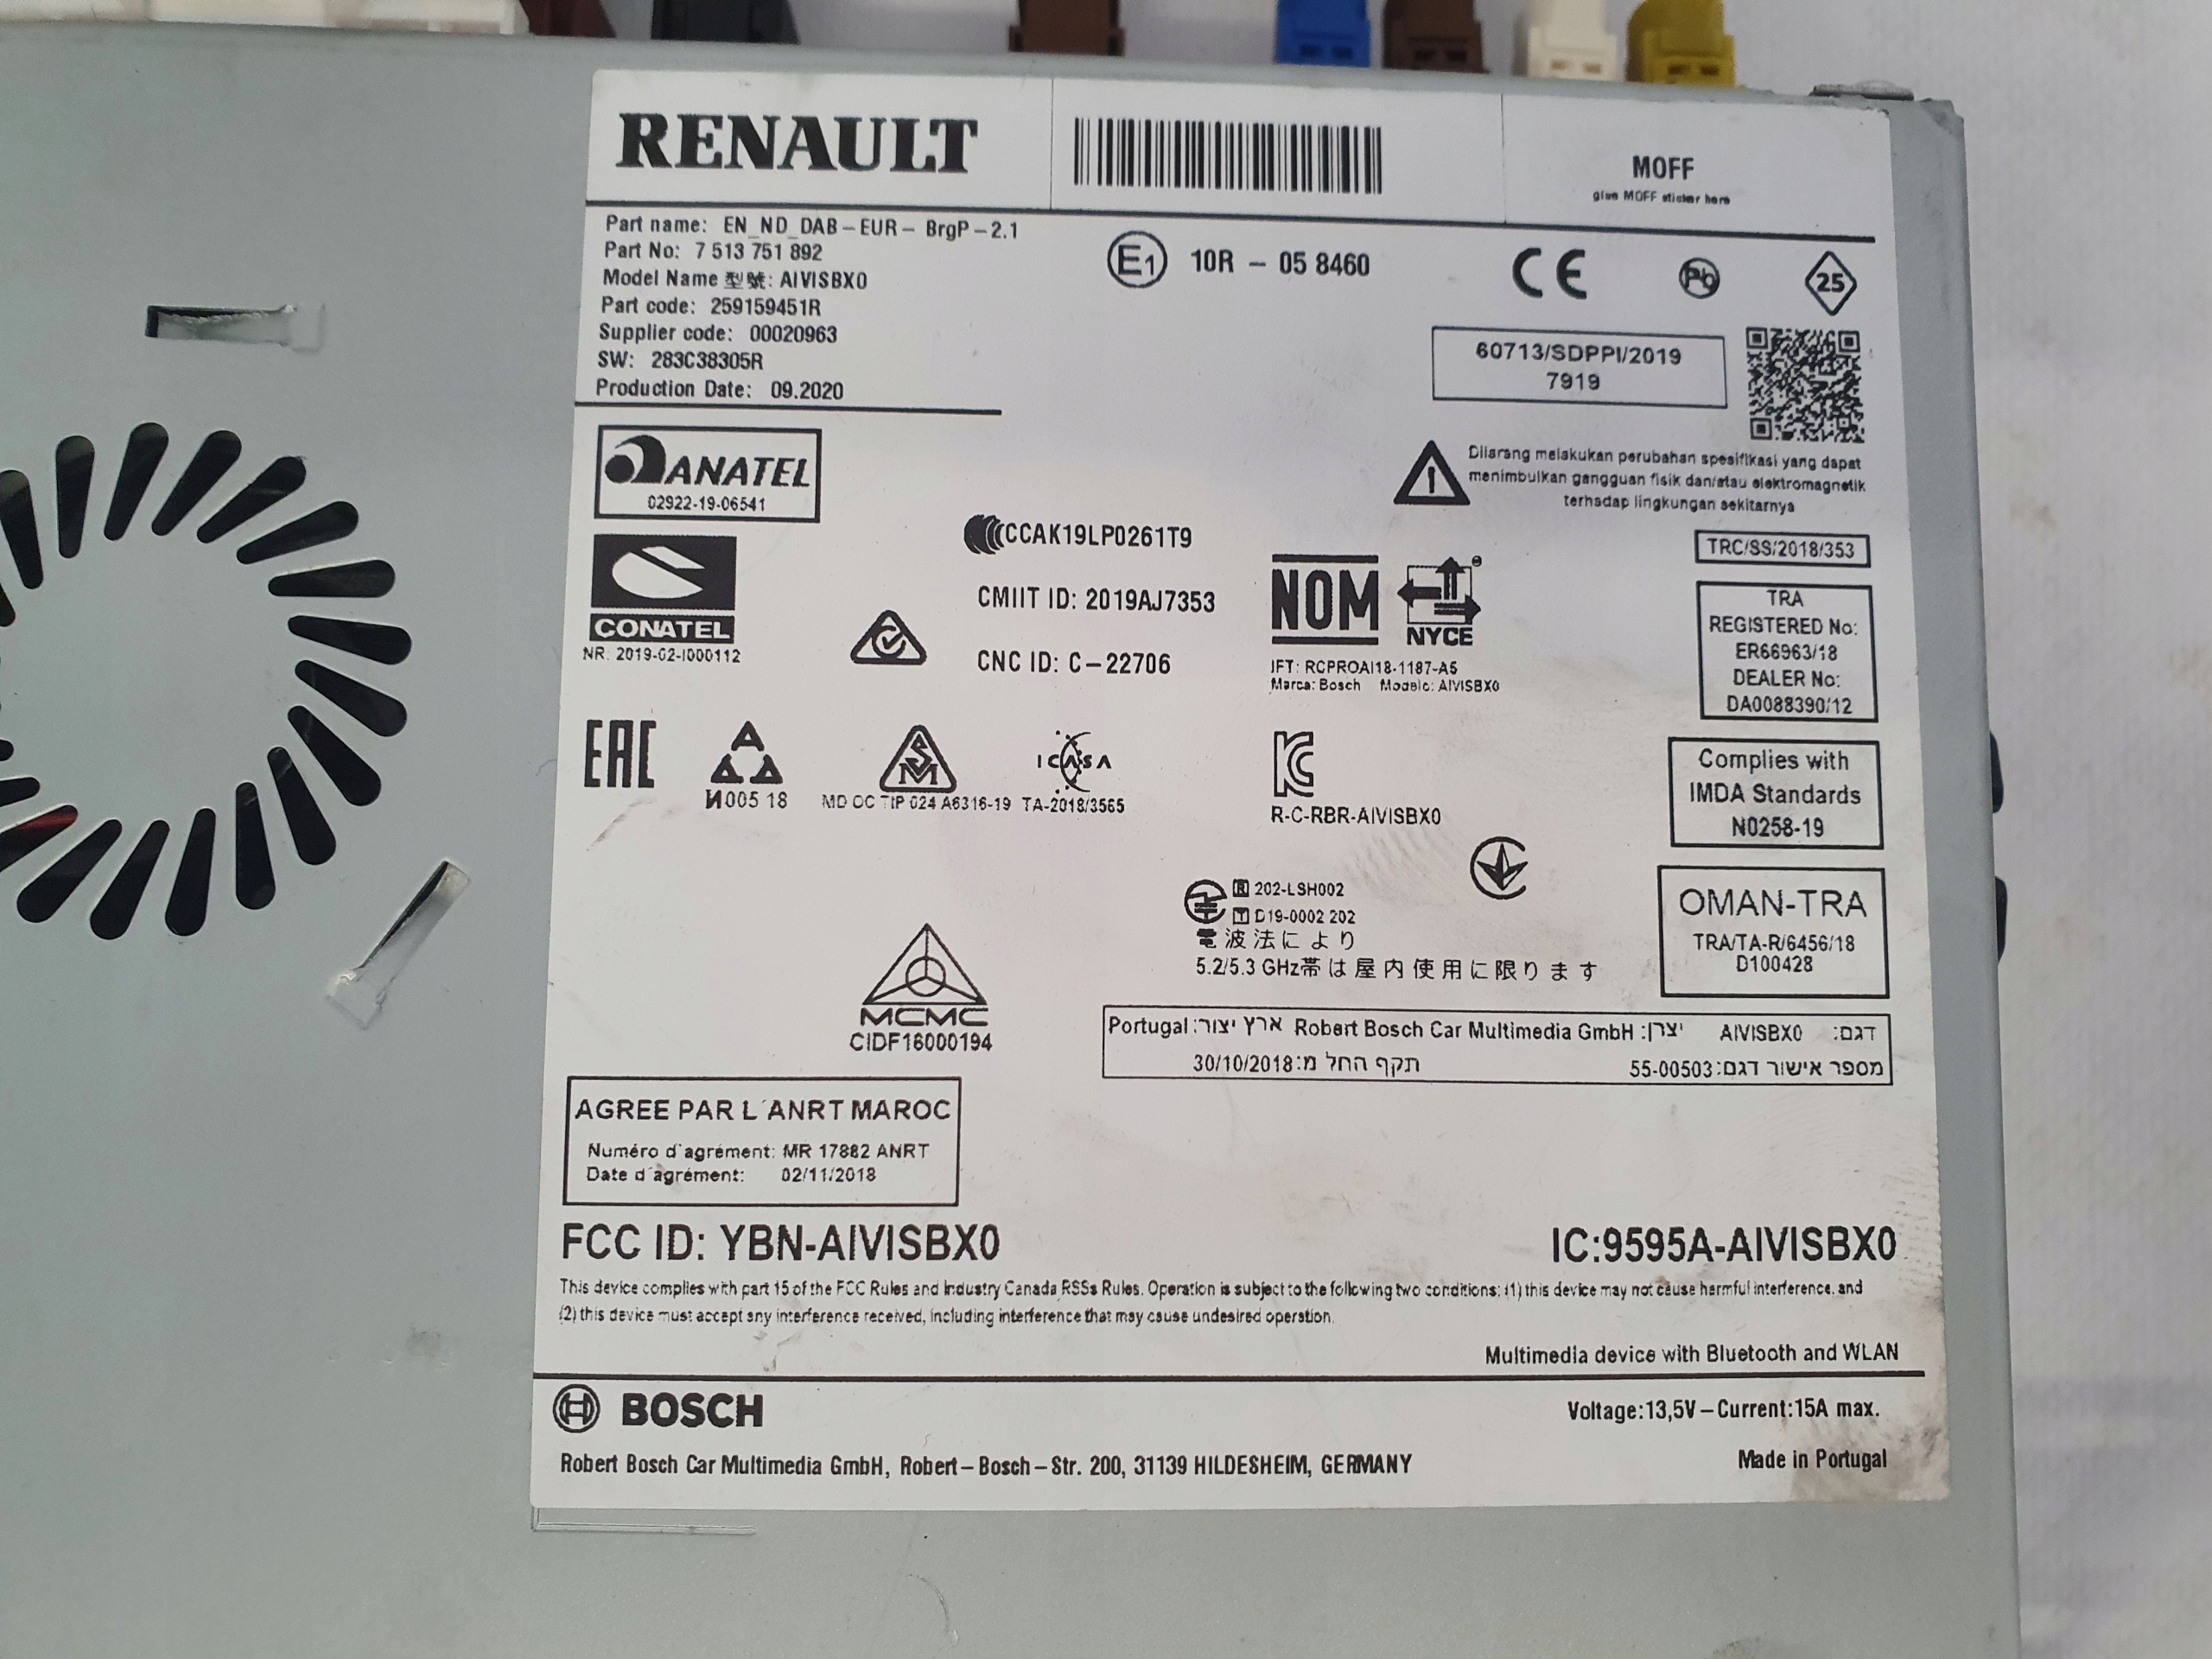 RENAULT
MOFF
glue MOFF sticker here
Part name: EN_ND_DAB-EUR- BrgP-2.1
Part No: 7 513 751 892
Model Name 型號: AIVISBX0
Part code: 259159451R
Supplier code: 00020963
SW: 283C38305R
Production Date: 09.2020
E1 10R - 05 8460
CE
Pb
25
60713/SDPPI/2019
7919
Dilarang melakukan perubahan spesifikasi yang dapat
menimbulkan gangguan fisik dan/atau elektromagnetik
terhadap lingkungan sekitarnya
ANATEL
02922-19-06541
CCAK19LP0261T9
CMIIT ID: 2019AJ7353
CNC ID: C-22706
CONATEL
NR: 2019-02-I000112
NOM
NYCE
IFT: RCPROAI18-1187-A5
Marca: Bosch Modelo: AIVISBX0
TRC/SS/2018/353
TRA
REGISTERED No:
ER66963/18
DEALER No:
DA0088390/12
EAC
И005 18
SM
MD OC TIP 024 A6316-19
ICASA
TA-2018/3565
KC
R-C-RBR-AIVISBX0
Complies with
IMDA Standards
N0258-19
R 202-LSH002
T D19-0002 202
電波法により
5.2/5.3 GHz帯は屋内使用に限ります
OMAN-TRA
TRA/TA-R/6456/18
D100428
MCMC
CIDF16000194
דגם: AIVISBX0 יצרן: Robert Bosch Car Multimedia GmbH ארץ יצור: Portugal
מספר אישור דגם: 55-00503 תקף החל מ: 30/10/2018
AGREE PAR L´ANRT MAROC
Numéro d´agrément: MR 17882 ANRT
Date d´agrément: 02/11/2018
FCC ID: YBN-AIVISBX0
IC:9595A-AIVISBX0
This device complies with part 15 of the FCC Rules and Industry Canada RSSs Rules. Operation is subject to the following two conditions: (1) this device may not cause harmful interference, and
(2) this device must accept any interference received, including interference that may cause undesired operation.
Multimedia device with Bluetooth and WLAN
BOSCH
Voltage:13,5V-Current:15A max.
Robert Bosch Car Multimedia GmbH, Robert-Bosch-Str. 200, 31139 HILDESHEIM, GERMANY
Made in Portugal